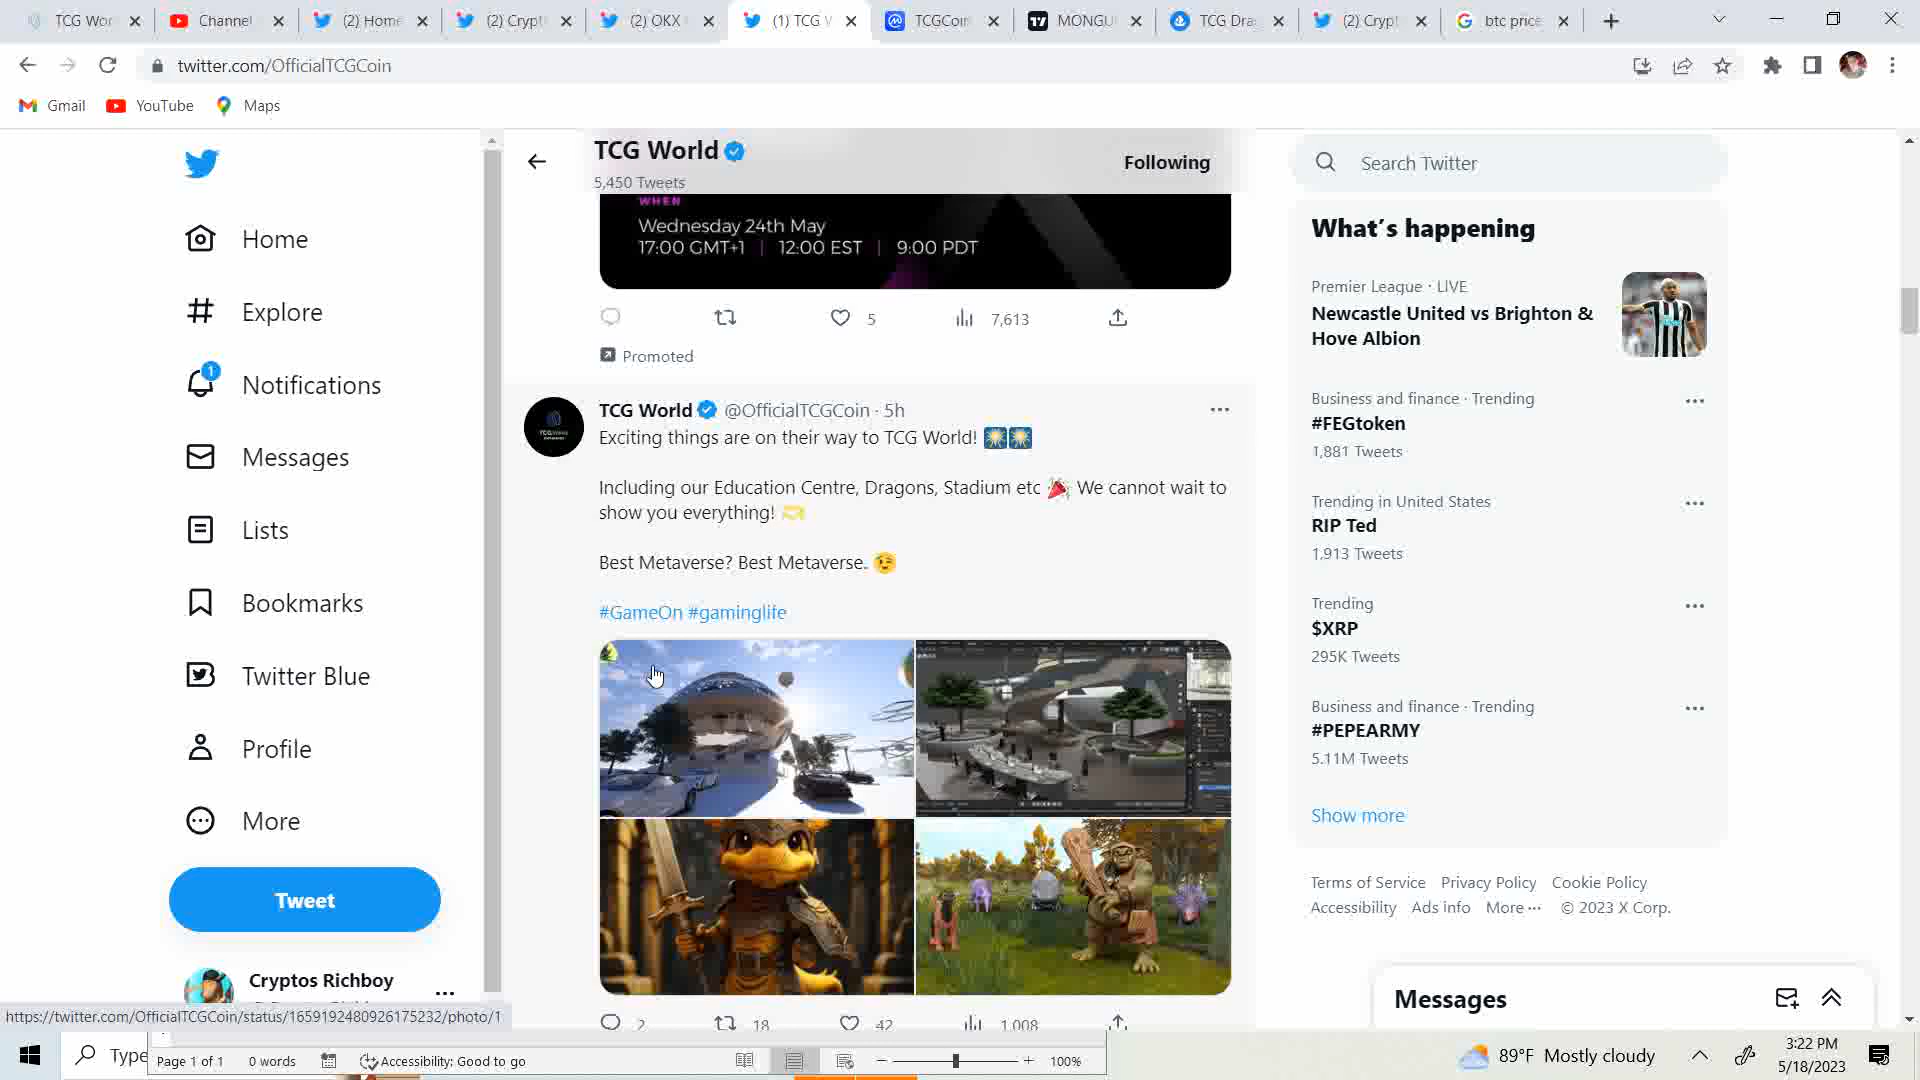 TCG Wor
Channel
(2) Home
(2) Crypt
(2) OKX
(1) TCG
TCGCoin
MONGU
TCG Dra
(2) Crypt
btc price
twitter.com/OfficialTCGCoin
Gmail
YouTube
Maps
TCG World
5,450 Tweets
Following
Search Twitter
Home
Explore
1
Notifications
Messages
Lists
Bookmarks
Twitter Blue
Profile
More
Tweet
Cryptos Richboy
WHEN
Wednesday 24th May
17:00 GMT+1 | 12:00 EST | 9:00 PDT
5
7,613
Promoted
TCG World @OfficialTCGCoin · 5h
Exciting things are on their way to TCG World! 🎇🎇
Including our Education Centre, Dragons, Stadium etc 🎉 We cannot wait to
show you everything! 🫶
Best Metaverse? Best Metaverse. 😉
#GameOn #gaminglife
2
18
42
1,008
What's happening
Premier League · LIVE
Newcastle United vs Brighton &
Hove Albion
Business and finance · Trending
#FEGtoken
1,881 Tweets
Trending in United States
RIP Ted
1,913 Tweets
Trending
$XRP
295K Tweets
Business and finance · Trending
#PEPEARMY
5.11M Tweets
Show more
Terms of Service Privacy Policy Cookie Policy
Accessibility Ads info More ··· © 2023 X Corp.
Messages
https://twitter.com/OfficialTCGCoin/status/1659192480926175232/photo/1
Type
Page 1 of 1
0 words
Accessibility: Good to go
100%
89°F Mostly cloudy
3:22 PM
5/18/2023